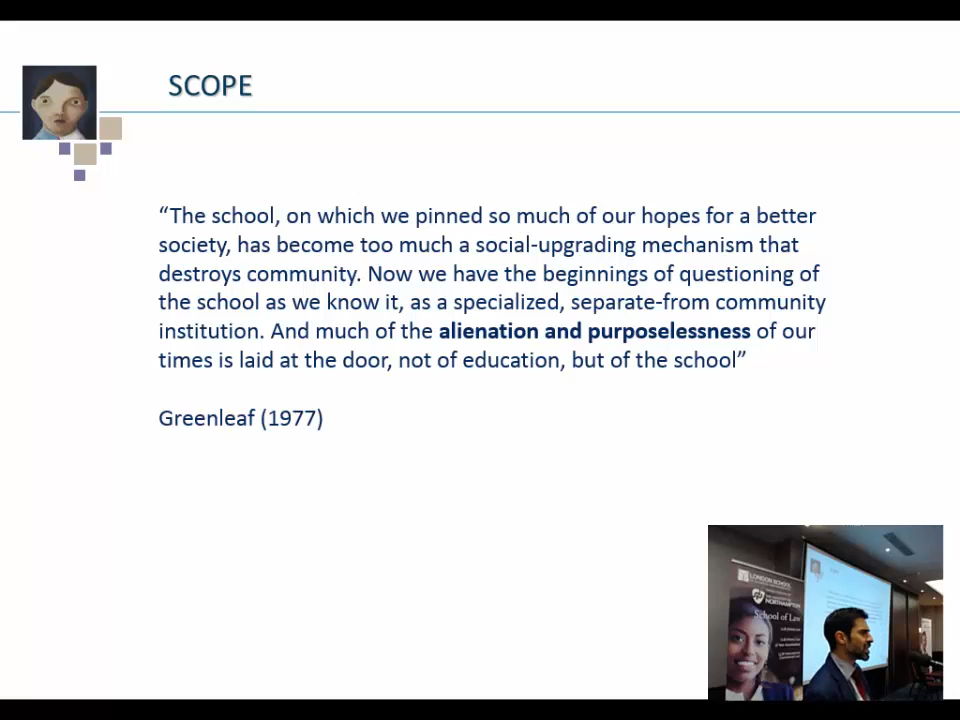 SCOPE
“The school, on which we pinned so much of our hopes for a better
society, has become too much a social-upgrading mechanism that
destroys community. Now we have the beginnings of questioning of
the school as we know it, as a specialized, separate-from community
institution. And much of the alienation and purposelessness of our
times is laid at the door, not of education, but of the school”
Greenleaf (1977)
LONDON SCHOOL
NORTHAMPTON
School of Law